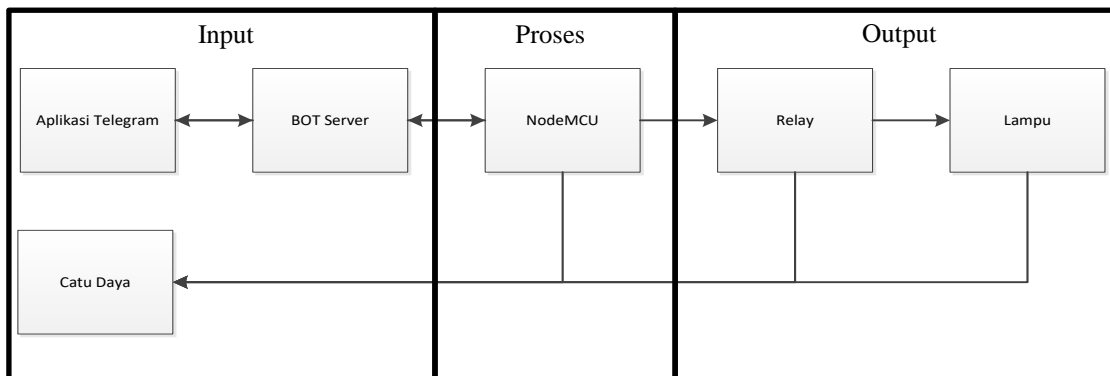 Input
Proses
Output
Aplikasi Telegram
BOT Server
NodeMCU
Relay
Lampu
Catu Daya